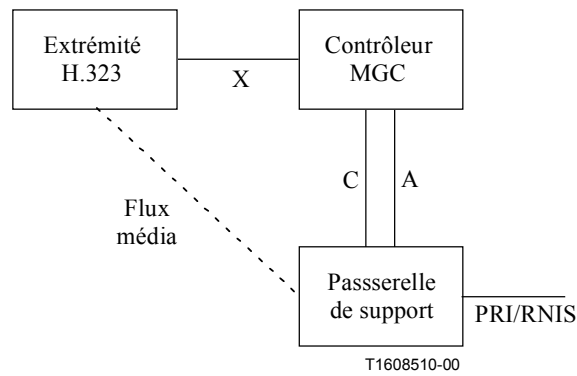 Extrémité
H.323
Contrôleur
MGC
X
C
A
Flux
média
Passserelle
de support
PRI/RNIS
T1608510-00